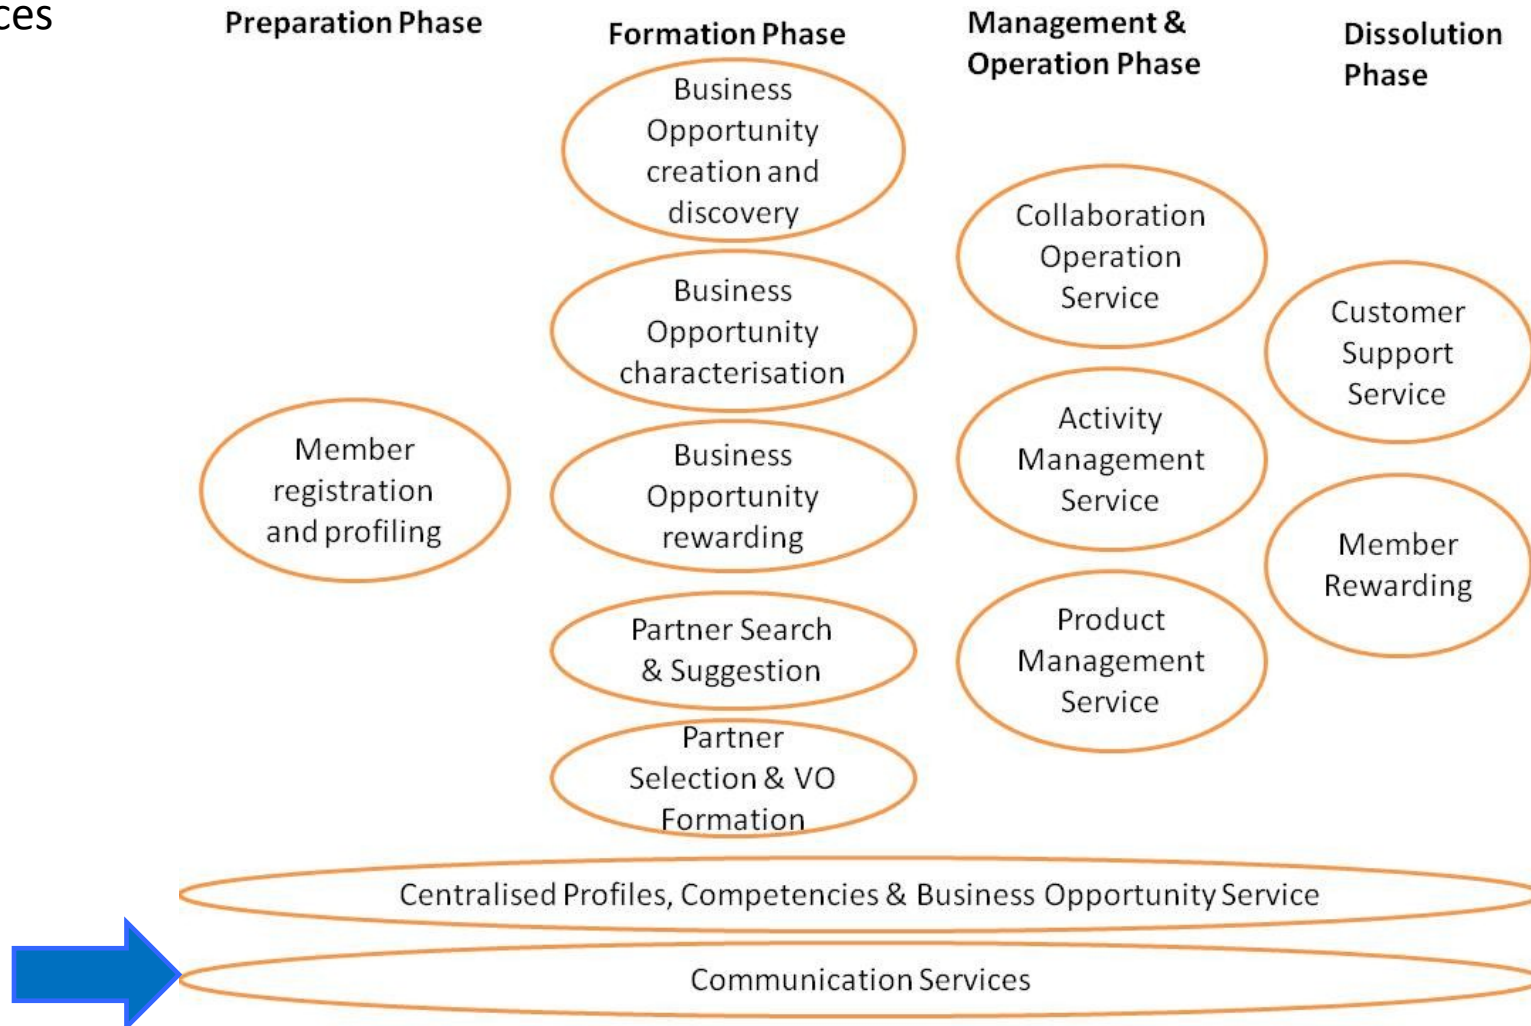 ces
Preparation Phase
Formation Phase
Management &
Operation Phase
Dissolution
Phase
Member
registration
and profiling
Business
Opportunity
creation and
discovery
Business
Opportunity
characterisation
Business
Opportunity
rewarding
Partner Search
& Suggestion
Partner
Selection & VO
Formation
Collaboration
Operation
Service
Activity
Management
Service
Product
Management
Service
Customer
Support
Service
Member
Rewarding
Centralised Profiles, Competencies & Business Opportunity Service
Communication Services